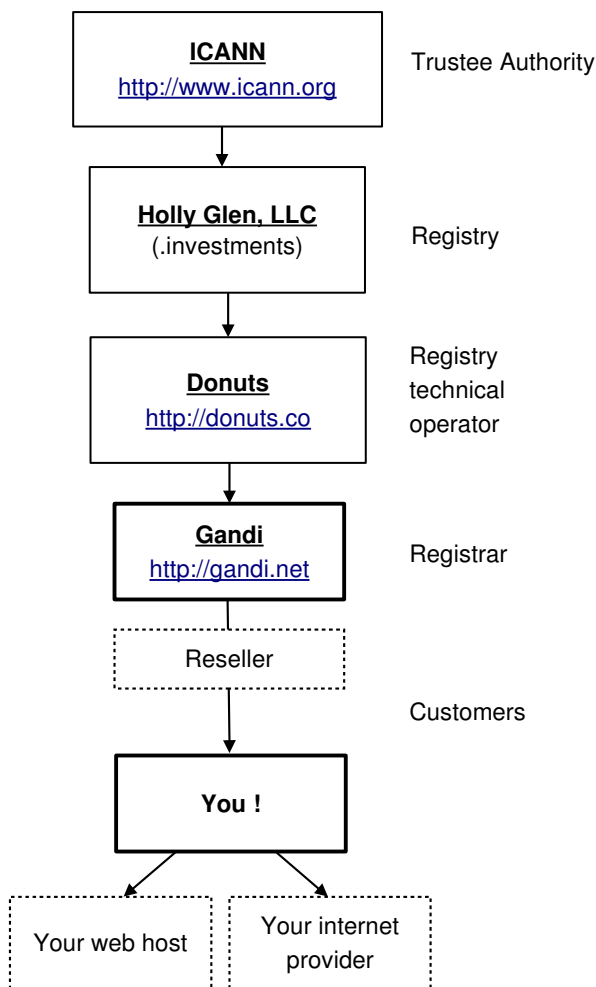 ICANN
http://www.icann.org
Trustee Authority
Holly Glen, LLC
(.investments)
Registry
Donuts
http://donuts.co
Registry
technical
operator
Gandi
http://gandi.net
Registrar
Reseller
Customers
You !
Your web host
Your internet
provider